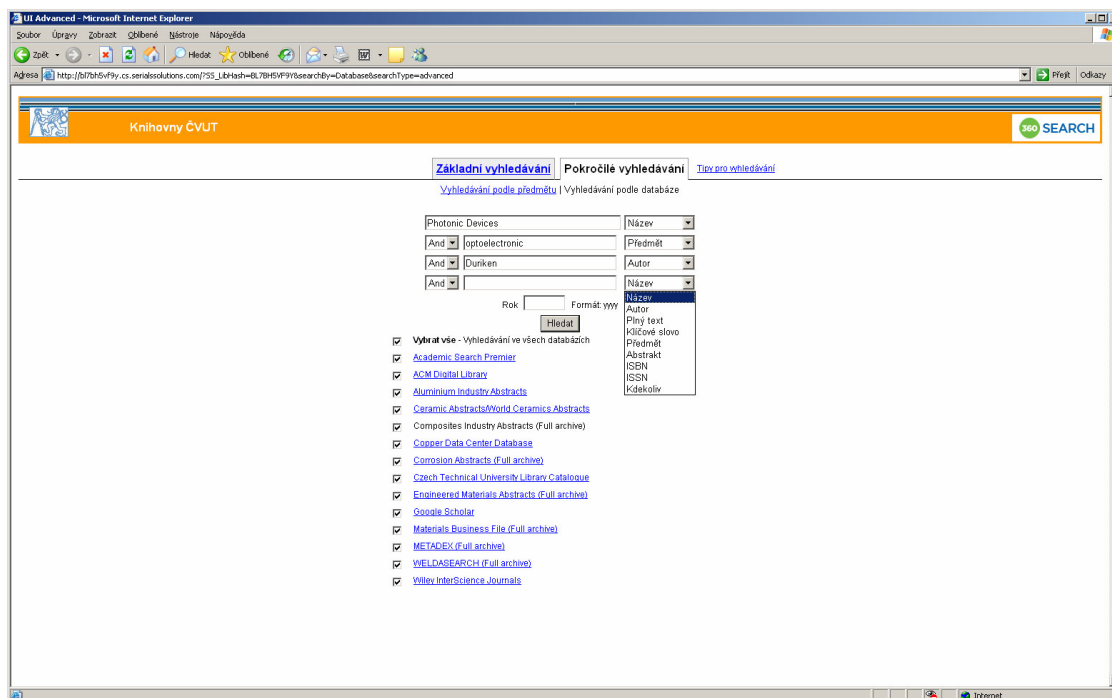 UI Advanced - Microsoft Internet Explorer
Soubor Úpravy Zobrazit Oblíbené Nástroje Nápověda
Zpět Hledat Oblíbené
Adresa http://bl7bh5vf9y.cs.serialssolutions.com/?SS_LibHash=BL7BH5VF9Y&searchBy=Database&searchType=advanced Přejít Odkazy
Knihovny ČVUT 360 SEARCH
Základní vyhledávání Pokročilé vyhledávání Tipy pro vyhledávání
Vyhledávání podle předmětu | Vyhledávání podle databáze
Photonic Devices Název
And optoelectronic Předmět
And Duriken Autor
And Název
Název
Rok Formát: yyyy
Autor
Plný text
Hledat
Klíčové slovo
Vybrat vše - Vyhledávání ve všech databázích
Předmět
Academic Search Premier
Abstrakt
ISBN
ACM Digital Library
ISSN
Aluminium Industry Abstracts
Kdekoliv
Ceramic Abstracts/World Ceramics Abstracts
Composites Industry Abstracts (Full archive)
Copper Data Center Database
Corrosion Abstracts (Full archive)
Czech Technical University Library Catalogue
Engineered Materials Abstracts (Full archive)
Google Scholar
Materials Business File (Full archive)
METADEX (Full archive)
WELDASEARCH (Full archive)
Wiley InterScience Journals
Internet